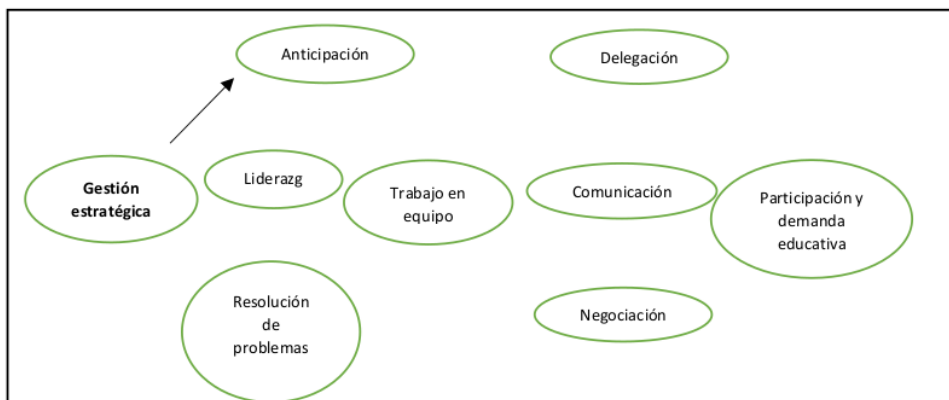 Anticipación
Delegación
Gestión
estratégica
Liderazg
Trabajo en
equipo
Comunicación
Participación y
demanda
educativa
Resolución
de
problemas
Negociación